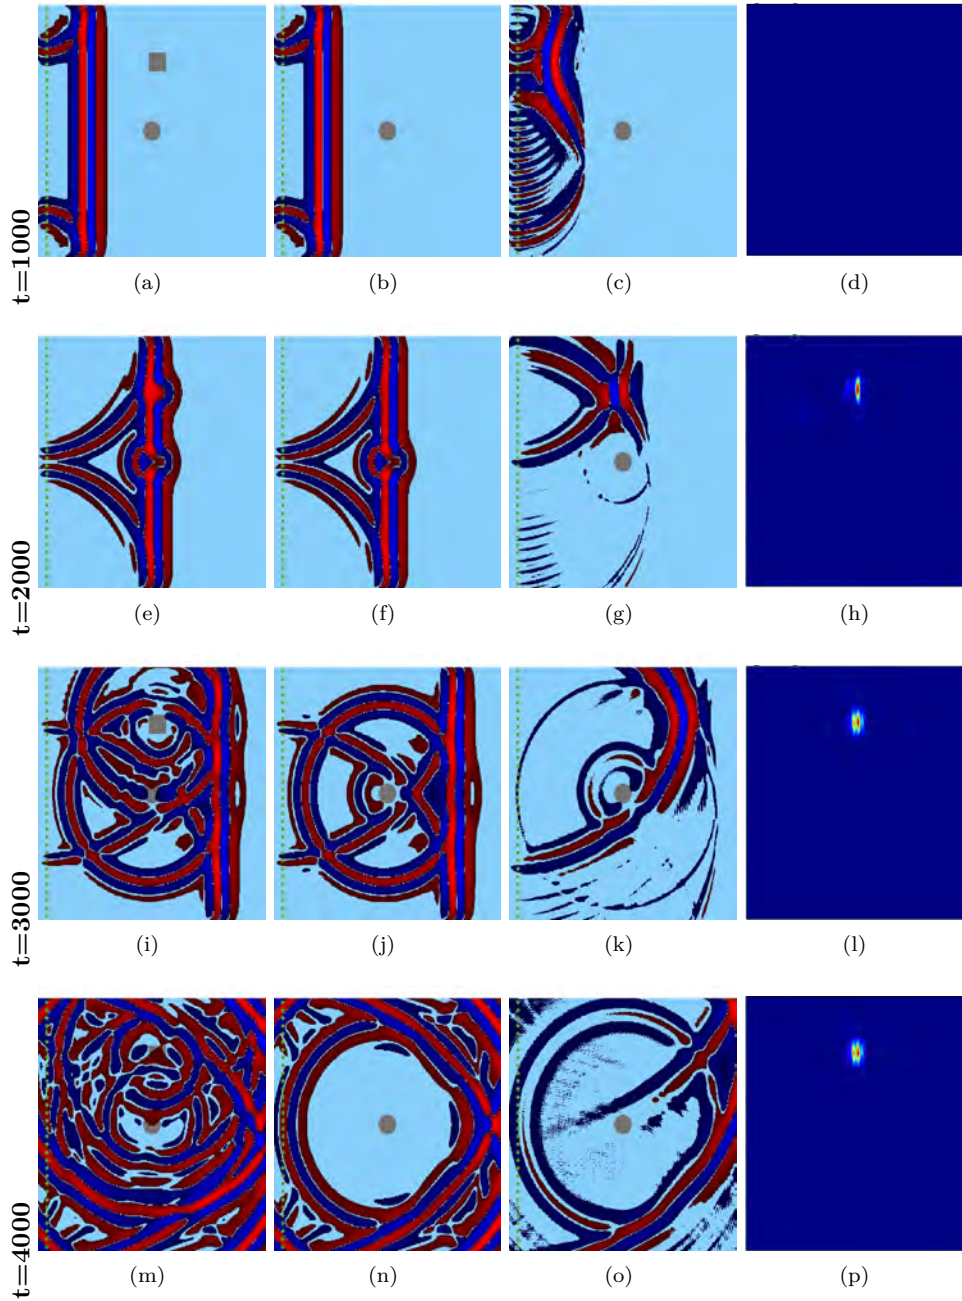 t=1000
(a)
(b)
(c)
(d)
t=2000
(e)
(f)
(g)
(h)
t=3000
(i)
(j)
(k)
(l)
t=4000
(m)
(n)
(o)
(p)